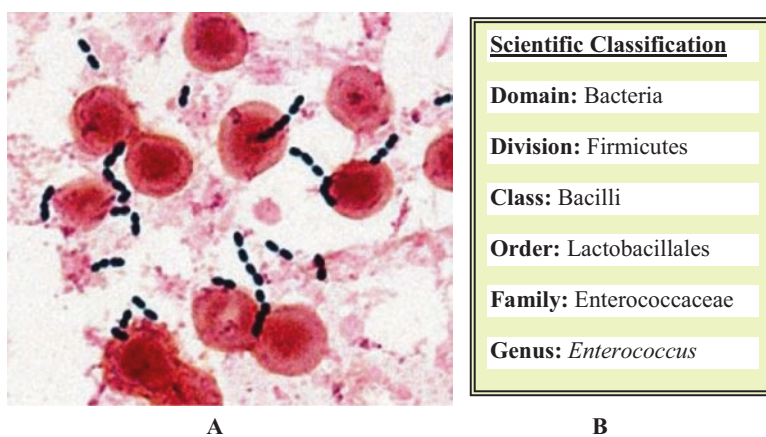 Scientific Classification
Domain: Bacteria
Division: Firmicutes
Class: Bacilli
Order: Lactobacillales
Family: Enterococcaceae
Genus: Enterococcus
A
B